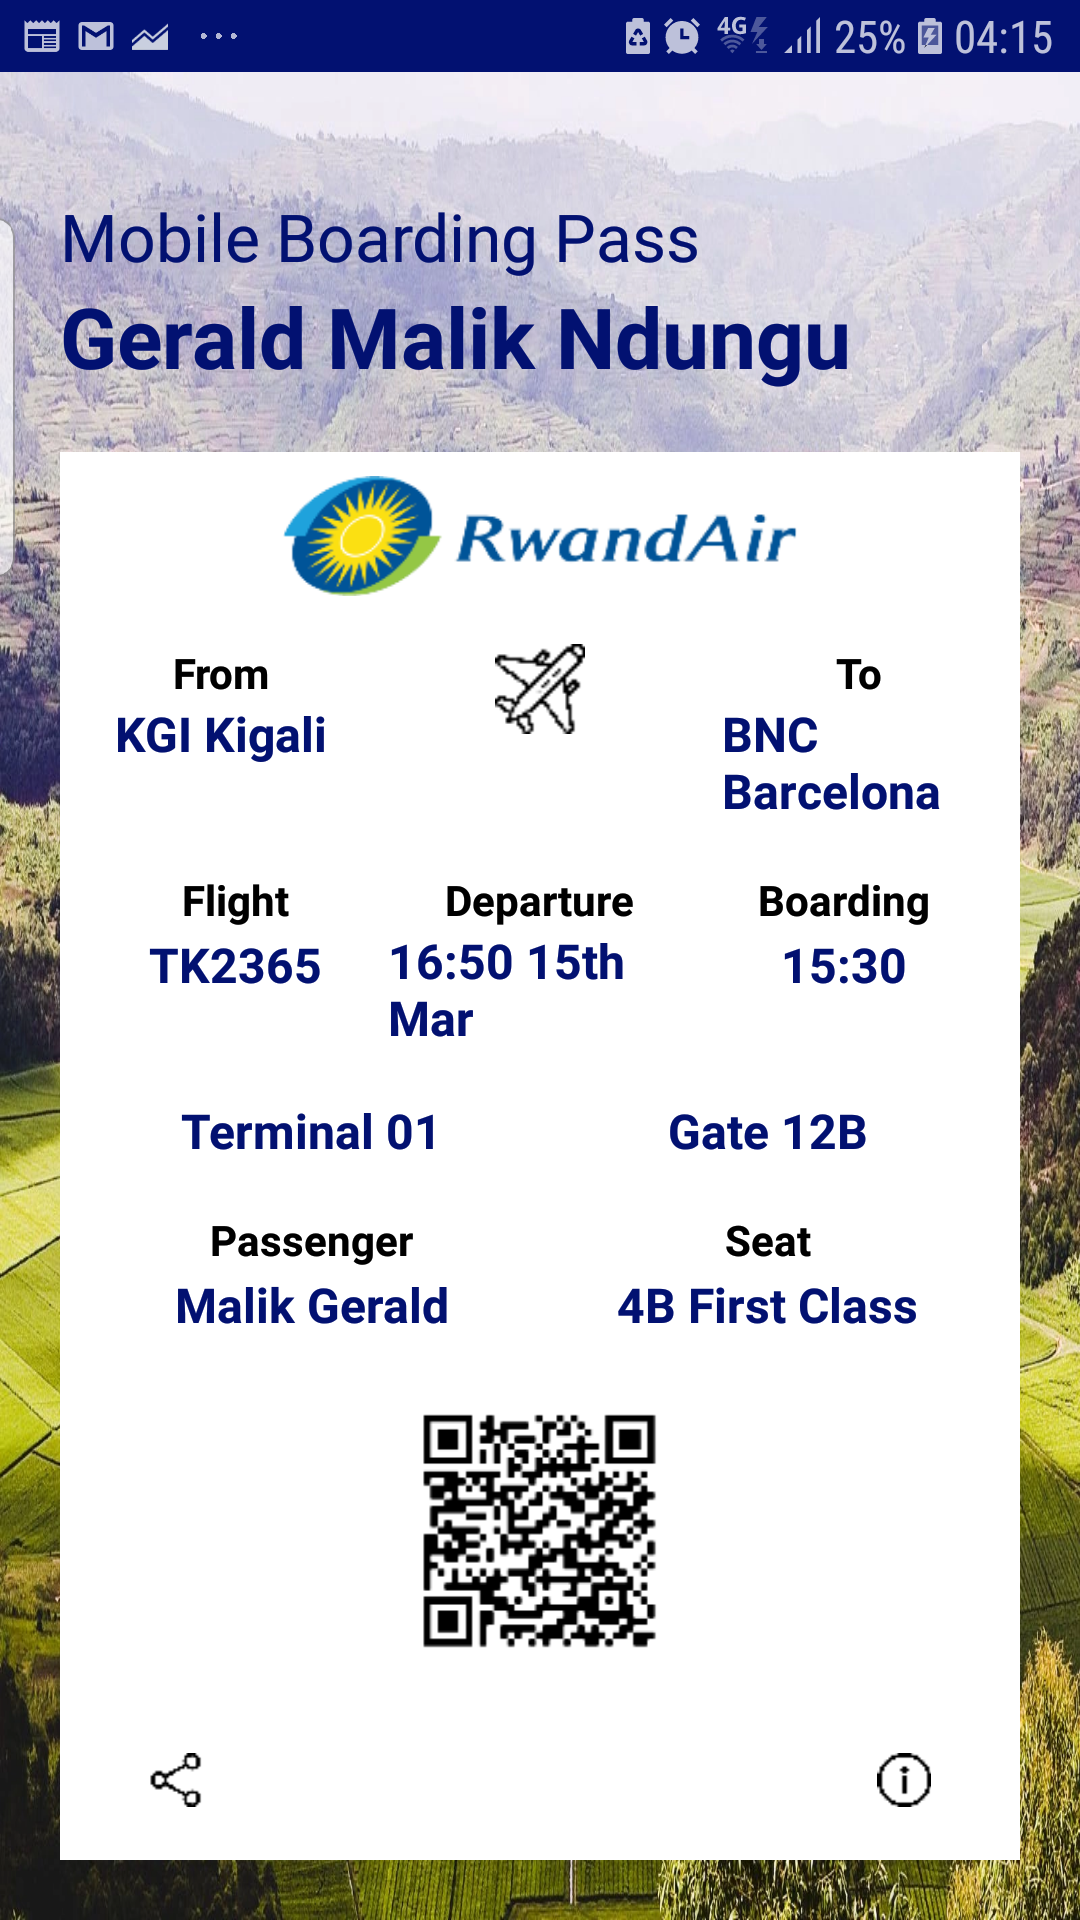 4G 25% 04:15
Mobile Boarding Pass
Gerald Malik Ndungu
RwandAir
From To
KGI Kigali BNC
Barcelona
Flight Departure Boarding
TK2365 16:50 15th 15:30
Mar
Terminal 01 Gate 12B
Passenger Seat
Malik Gerald 4B First Class